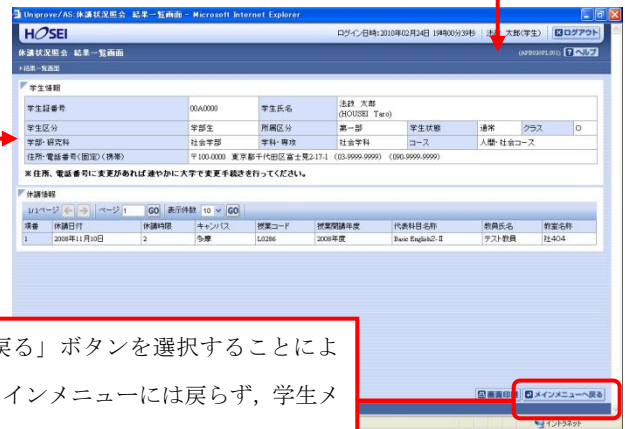 Uniprove/AS:休講状況照会 結果一覧画面 - Microsoft Internet Explorer
HOSEI
ログイン日時:2010年02月24日 19時00分39秒 太郎(学生) ログアウト
休講状況照会 結果一覧画面 ヘルプ
結果一覧画面
学生情報
学生証番号 00A0000 学生氏名 法政 太郎
(HOUSEI Taro)
学生区分 学部生 所属区分 第一部 学生状態 通常 クラス O
学部・研究科 社会学部 学科・専攻 社会学科 コース 人間・社会コース
住所・電話番号(固定)(携帯) 〒100-0000 東京都千代田区富士見2-17-1 (03-9999-9999) (090-9999-9999)
※住所、電話番号に変更があれば速やかに大学で変更手続きを行ってください。
休講情報
1/1ページ ページ 1 GO 表示件数 10 GO
項番 休講日付 休講時限 キャンパス 授業コード 授業開講年度 代表科目名称 教員氏名 教室名称
1 2008年11月10日 2 多摩 L0286 2008年度 Basic English2-Ⅱ テスト教員 社404
戻る」ボタンを選択することによ
インメニューには戻らず，学生メ
画面印 メインメニューへ戻る
イントラネット